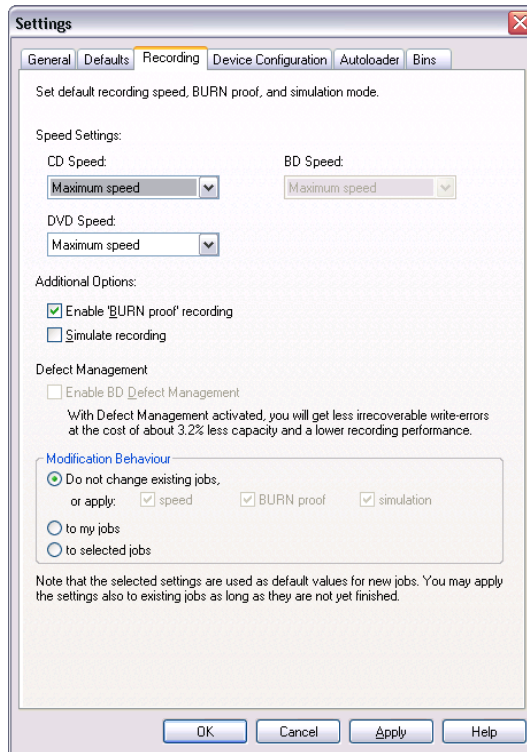 Settings
General Defaults Recording Device Configuration Autoloader Bins
Set default recording speed, BURN proof, and simulation mode.
Speed Settings:
CD Speed: BD Speed:
Maximum speed Maximum speed
DVD Speed:
Maximum speed
Additional Options:
Enable 'BURN proof' recording
Simulate recording
Defect Management
Enable BD Defect Management
With Defect Management activated, you will get less irrecoverable write-errors
at the cost of about 3.2% less capacity and a lower recording performance.
Modification Behaviour
Do not change existing jobs,
or apply: speed BURN proof simulation
to my jobs
to selected jobs
Note that the selected settings are used as default values for new jobs. You may apply
the settings also to existing jobs as long as they are not yet finished.
OK Cancel Apply Help